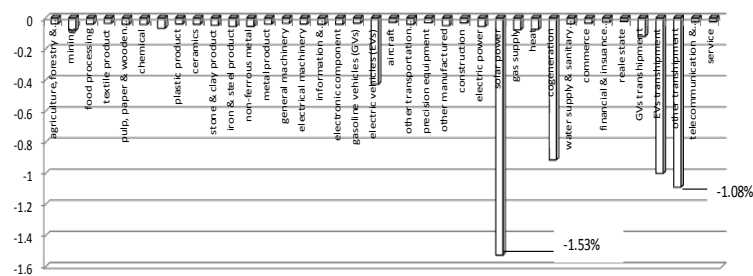 0
-0.2
-0.4
-0.6
-0.8
-1
-1.2
-1.4
-1.6
agriculture, forestry &...
mining
food processing
textile product
pulp, paper & wooden...
chemical
plastic product
ceramics
stone & clay product
iron & steel product
non-ferrous metal
metal product
general machinery
electrical machinery
information &...
electronic component
gasoline vehicles (GVs)
electric vehicles (EVs)
aircraft
other transportation...
precision equipment
other manufactured
construction
electric power
solar power
gas supply
heat
cogeneration
water supply & sanitary...
commerce
financial & insuance...
real state
GVs transhipment
EVs transhipment
other transhipment
telecommunication &...
service
-1.53%
-1.08%